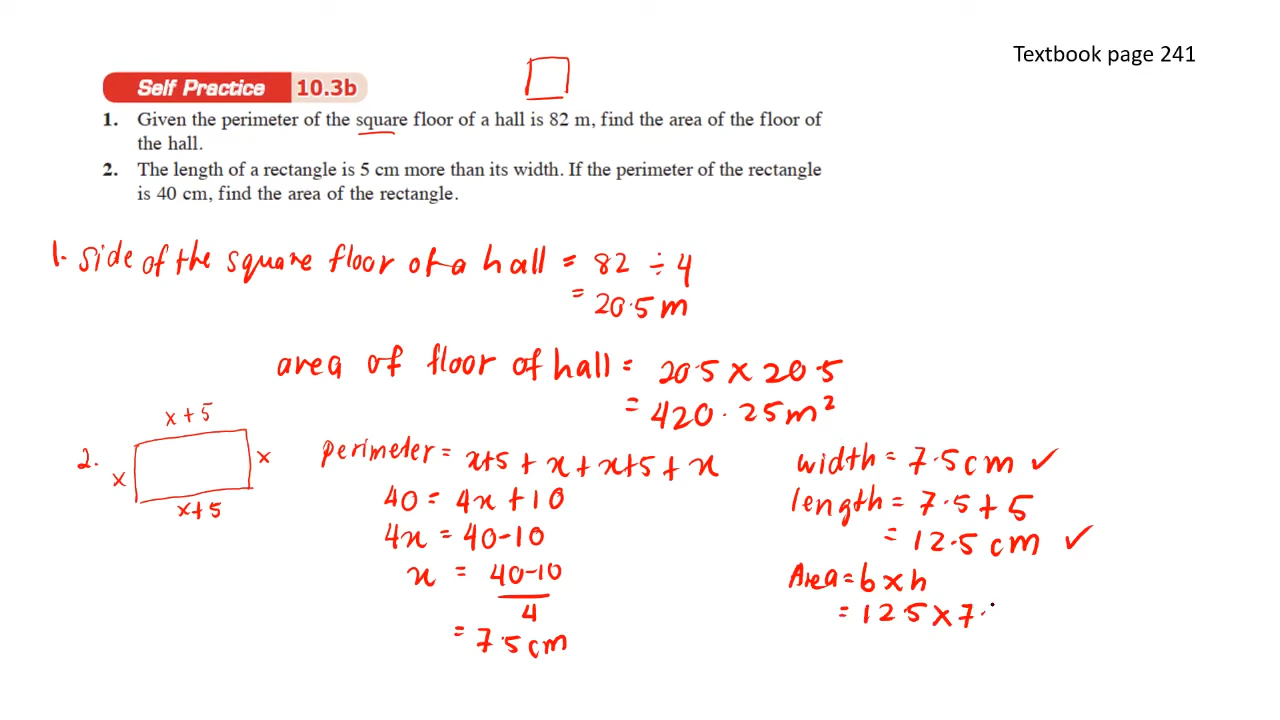 Textbook page 241
Self Practice 10.3b
1. Given the perimeter of the square floor of a hall is 82 m, find the area of the floor of
the hall.
2. The length of a rectangle is 5 cm more than its width. If the perimeter of the rectangle
is 40 cm, find the area of the rectangle.
1. Side of the square floor of a hall = 82 ÷ 4
= 20.5 m
area of floor of hall = 20.5 × 20.5
= 420.25 m²
2.
x + 5
x
x
x + 5
perimeter = x+5 + x + x+5 + x
40 = 4x + 10
4x = 40 - 10
x = 40-10
4
= 7.5 cm
width = 7.5 cm ✓
length = 7.5 + 5
= 12.5 cm ✓
Area = b × h
= 12.5 × 7.